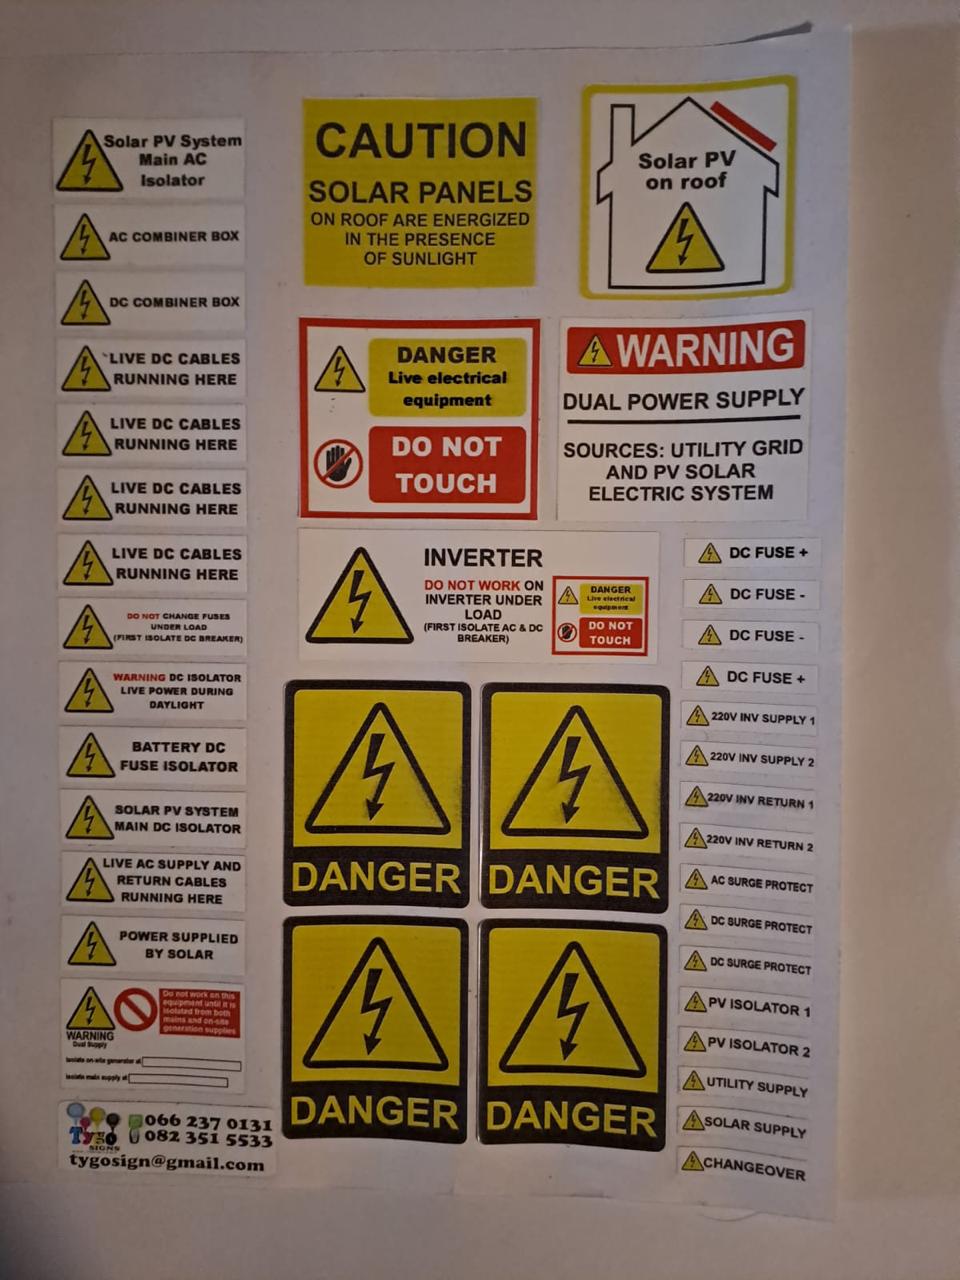 Solar PV System
Main AC
Isolator
AC COMBINER BOX
DC COMBINER BOX
LIVE DC CABLES
RUNNING HERE
LIVE DC CABLES
RUNNING HERE
LIVE DC CABLES
RUNNING HERE
LIVE DC CABLES
RUNNING HERE
DO NOT CHANGE FUSES
UNDER LOAD
(FIRST ISOLATE DC BREAKER)
WARNING DC ISOLATOR
LIVE POWER DURING
DAYLIGHT
BATTERY DC
FUSE ISOLATOR
SOLAR PV SYSTEM
MAIN DC ISOLATOR
LIVE AC SUPPLY AND
RETURN CABLES
RUNNING HERE
POWER SUPPLIED
BY SOLAR
WARNING
Dual Supply
Do not work on this
equipment until it is
isolated from both
mains and on-site
generation supplies
Isolate on-site generator at
Isolate main supply at
Tygo
SIGNS
066 237 0131
082 351 5533
tygosign@gmail.com
CAUTION
SOLAR PANELS
ON ROOF ARE ENERGIZED
IN THE PRESENCE
OF SUNLIGHT
Solar PV
on roof
DANGER
Live electrical
equipment
DO NOT
TOUCH
WARNING
DUAL POWER SUPPLY
SOURCES: UTILITY GRID
AND PV SOLAR
ELECTRIC SYSTEM
INVERTER
DO NOT WORK ON
INVERTER UNDER
LOAD
(FIRST ISOLATE AC & DC
BREAKER)
DANGER
Live electrical
equipment
DO NOT
TOUCH
DANGER
DANGER
DANGER
DANGER
DC FUSE +
DC FUSE -
DC FUSE -
DC FUSE +
220V INV SUPPLY 1
220V INV SUPPLY 2
220V INV RETURN 1
220V INV RETURN 2
AC SURGE PROTECT
DC SURGE PROTECT
DC SURGE PROTECT
PV ISOLATOR 1
PV ISOLATOR 2
UTILITY SUPPLY
SOLAR SUPPLY
CHANGEOVER